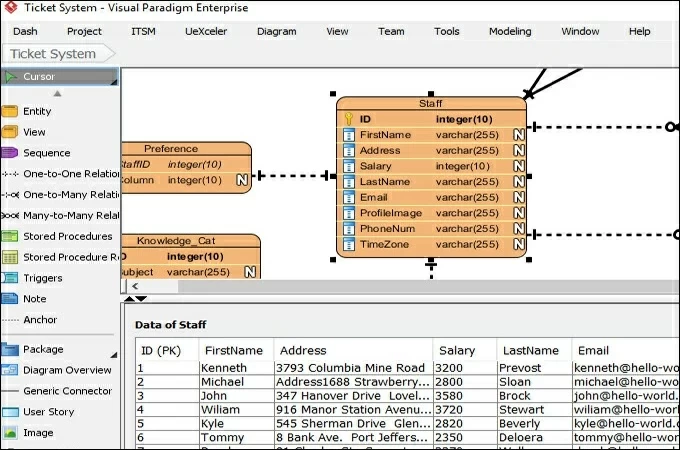 Ticket System - Visual Paradigm Enterprise
Dash Project ITSM UeXceler Diagram View Team Tools Modeling Window Help
Ticket System
Cursor
Entity
View
Sequence
One-to-One Relatio
One-to-Many Relatio
Many-to-Many Relat
Stored Procedures
Stored Procedure Re
Triggers
Note
Anchor
Package
Diagram Overview
Generic Connector
User Story
Image
Preference
StaffID integer(10)
Column integer(10) N
Knowledge_Cat
ID integer(10)
Subject varchar(255) N
Staff
ID integer(10)
FirstName varchar(255) N
Address varchar(255) N
Salary integer(10) N
LastName varchar(255) N
Email varchar(255) N
ProfileImage varchar(255) N
PhoneNum varchar(255) N
TimeZone varchar(255) N
Data of Staff
ID (PK) FirstName Address Salary LastName Email
1 Kenneth 3793 Columbia Mine Road 3200 Prevost kenneth@hello-wo
2 Michael Address1688 Strawberry... 2800 Sloan michael@hello-wor
3 John 347 Hanover Drive Lovel... 3580 Brock john@hello-world.
4 Wiliam 916 Manor Station Avenu... 3720 Stewart wiliam@hello-world
5 Kyle 545 Sherman Drive Glen... 2820 Beverly kyle@hello-world.c
6 Tommy 8 Bank Ave. Port Jeffers... 2350 Deloera tommy@hello-worl